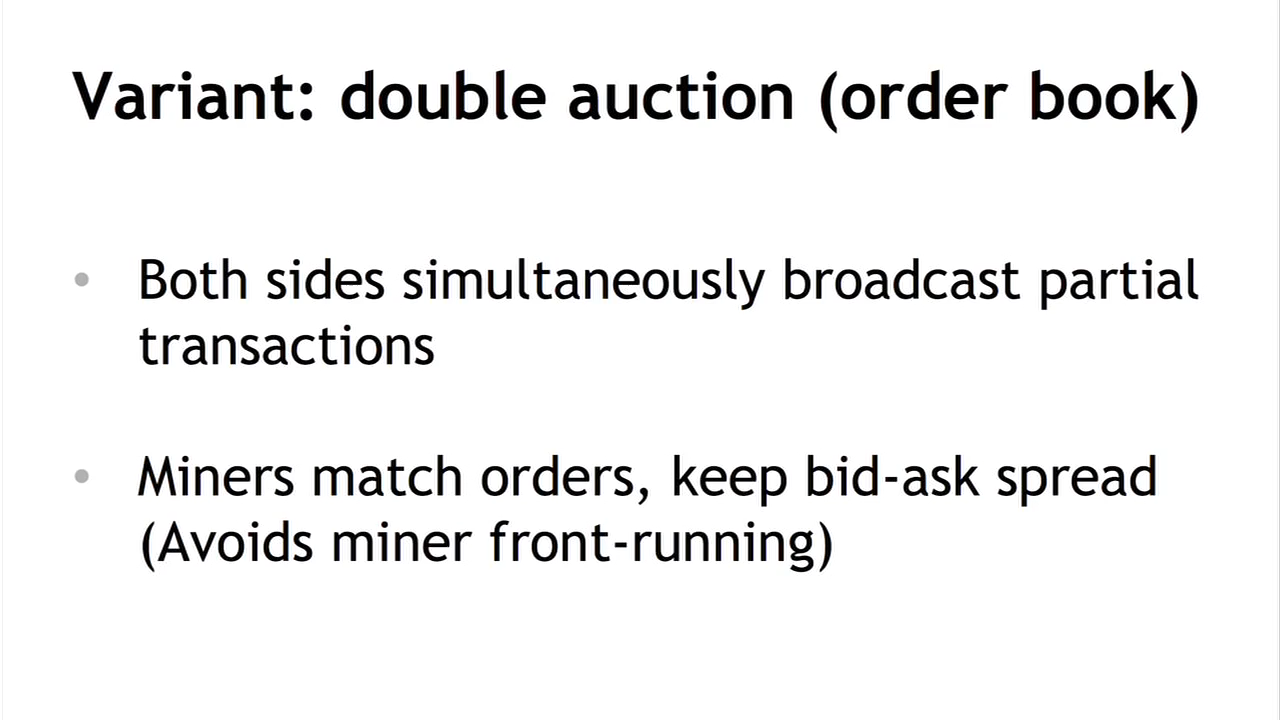 Variant: double auction (order book)
Both sides simultaneously broadcast partial
transactions
Miners match orders, keep bid-ask spread
(Avoids miner front-running)